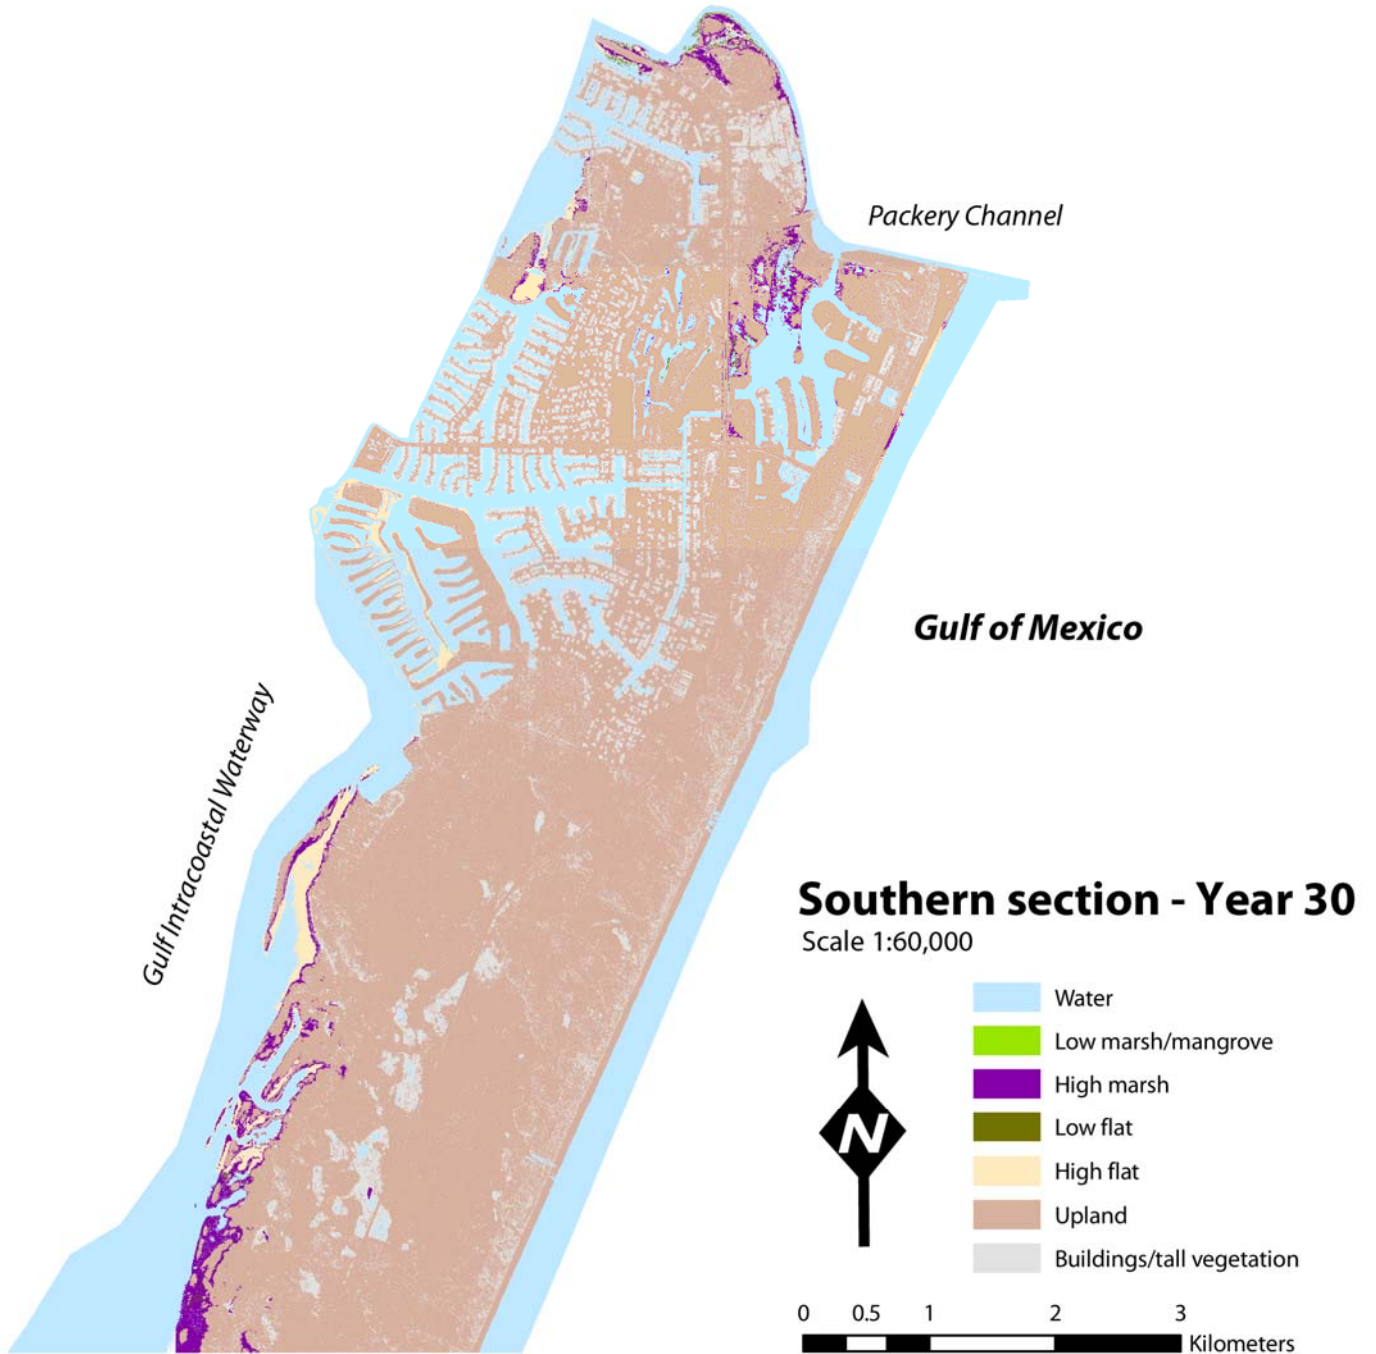 Packery Channel
Gulf of Mexico
Gulf Intracoastal Waterway
Southern section - Year 30
Scale 1:60,000
Water
Low marsh/mangrove
High marsh
Low flat
High flat
Upland
Buildings/tall vegetation
N
0 0.5 1 2 3
Kilometers